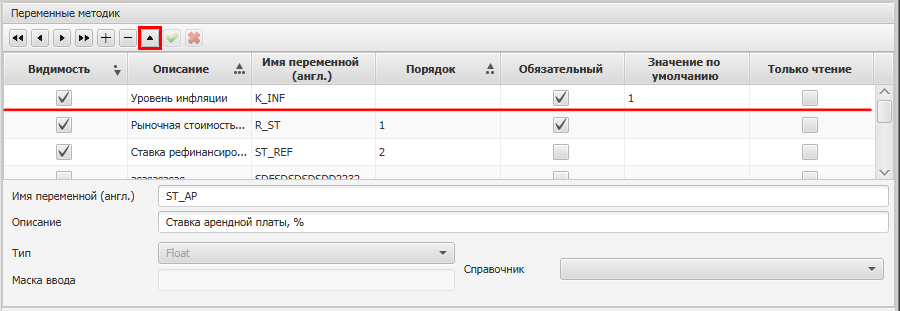 Переменные методик
Видимость Описание Имя переменной (англ.) Порядок Обязательный Значение по умолчанию Только чтение
Уровень инфляции K_INF 1
Рыночная стоимость... R_ST 1
Ставка рефинансиро... ST_REF 2
Имя переменной (англ.) ST_AP
Описание Ставка арендной платы, %
Тип Float
Справочник
Маска ввода